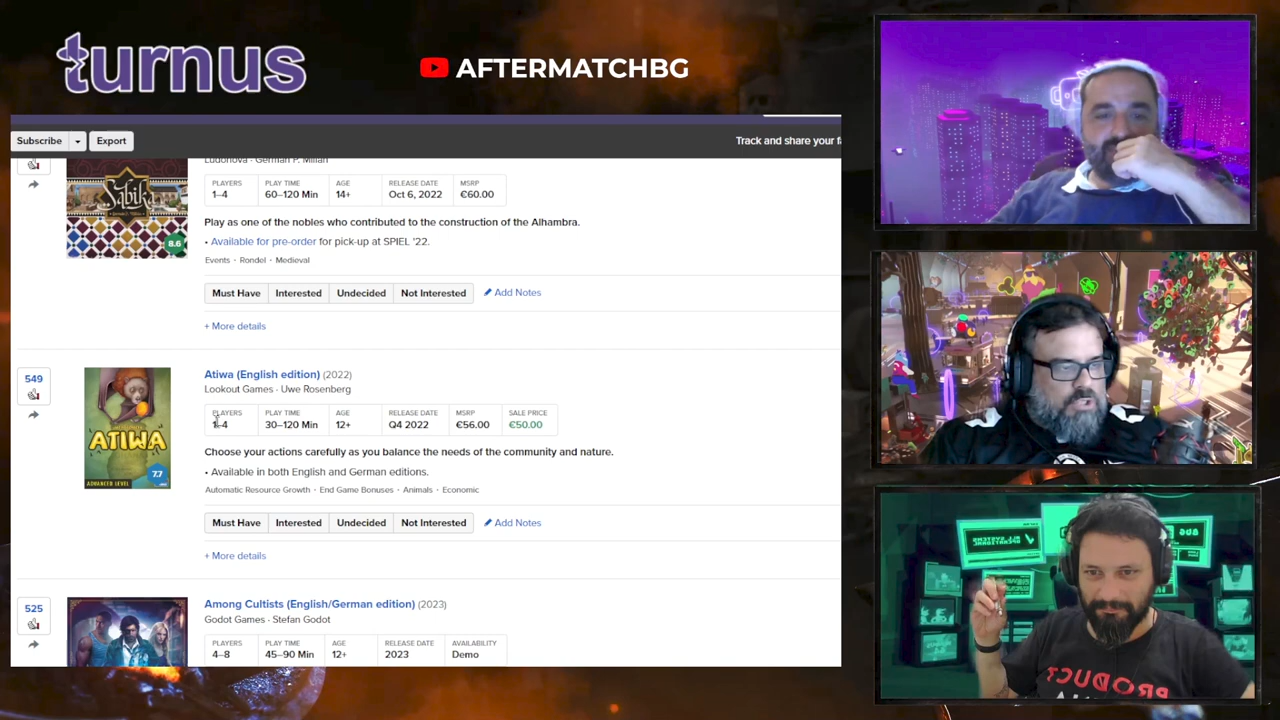 turnus
AFTERMATCHBG
Subscribe
Export
Track and share your f
Ludonova · German P. Millán
PLAYERS PLAY TIME AGE RELEASE DATE MSRP
1–4 60–120 Min 14+ Oct 6, 2022 €60.00
Sabika
8.6
Play as one of the nobles who contributed to the construction of the Alhambra.
• Available for pre-order for pick-up at SPIEL '22.
Events · Rondel · Medieval
Must Have Interested Undecided Not Interested Add Notes
+ More details
549
Atiwa (English edition) (2022)
Lookout Games · Uwe Rosenberg
PLAYERS PLAY TIME AGE RELEASE DATE MSRP SALE PRICE
1–4 30–120 Min 12+ Q4 2022 €56.00 €50.00
ATIWA
7.7
ADVANCED LEVEL
Choose your actions carefully as you balance the needs of the community and nature.
• Available in both English and German editions.
Automatic Resource Growth · End Game Bonuses · Animals · Economic
Must Have Interested Undecided Not Interested Add Notes
+ More details
525
Among Cultists (English/German edition) (2023)
Godot Games · Stefan Godot
PLAYERS PLAY TIME AGE RELEASE DATE AVAILABILITY
4–8 45–90 Min 12+ 2023 Demo
PRODUCT